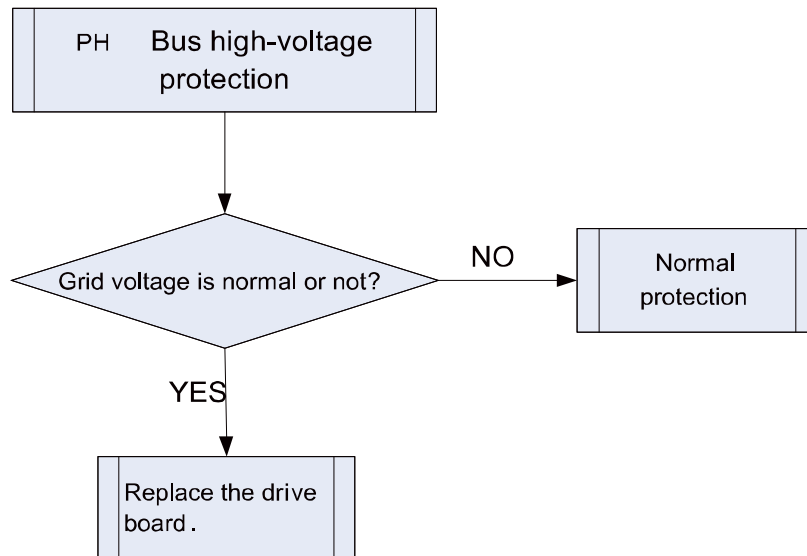 PH Bus high-voltage
protection
Grid voltage is normal or not?
NO
Normal
protection
YES
Replace the drive
board.